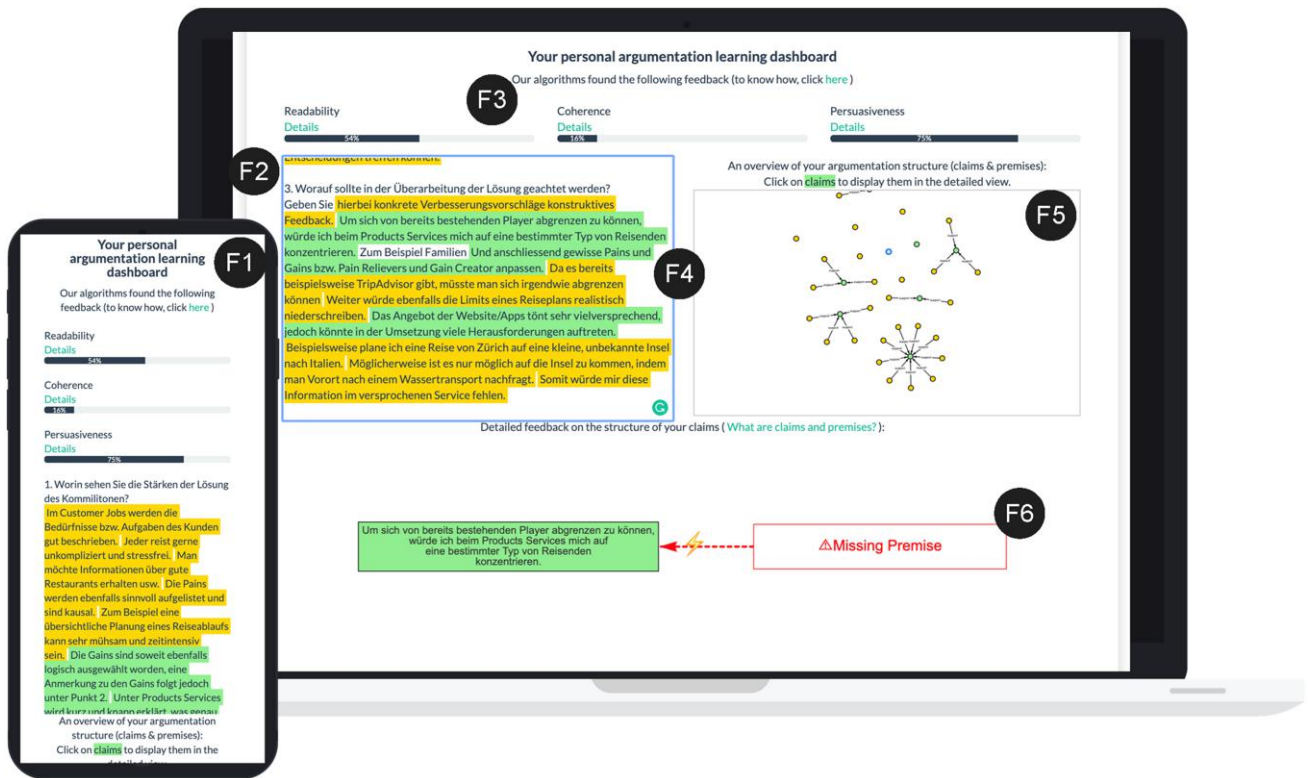 Your personal argumentation learning dashboard
Our algorithms found the following feedback (to know how, click here )
F3
Readability
Details
54%
Coherence
Details
16%
Persuasiveness
Details
75%
F2
Entscheidungen treffen können.
3. Worauf sollte in der Überarbeitung der Lösung geachtet werden?
Geben Sie hierbei konkrete Verbesserungsvorschläge konstruktives
Feedback. Um sich von bereits bestehenden Player abgrenzen zu können,
würde ich beim Products Services mich auf eine bestimmter Typ von Reisenden
konzentrieren. Zum Beispiel Familien Und anschliessend gewisse Pains und
Gains bzw. Pain Relievers und Gain Creator anpassen. Da es bereits
beispielsweise TripAdvisor gibt, müsste man sich irgendwie abgrenzen
können Weiter würde ebenfalls die Limits eines Reiseplans realistisch
niederschreiben. Das Angebot der Website/Apps tönt sehr vielversprechend,
jedoch könnte in der Umsetzung viele Herausforderungen auftreten.
Beispielsweise plane ich eine Reise von Zürich auf eine kleine, unbekannte Insel
nach Italien. Möglicherweise ist es nur möglich auf die Insel zu kommen, indem
man Vorort nach einem Wassertransport nachfragt. Somit würde mir diese
Information im versprochenen Service fehlen.
F4
An overview of your argumentation structure (claims & premises):
Click on claims to display them in the detailed view.
F5
Detailed feedback on the structure of your claims ( What are claims and premises? ):
Um sich von bereits bestehenden Player abgrenzen zu können,
würde ich beim Products Services mich auf
eine bestimmter Typ von Reisenden
konzentrieren.
⚠Missing Premise
F6
Your personal
argumentation learning
dashboard
F1
Our algorithms found the following
feedback (to know how, click here )
Readability
Details
54%
Coherence
Details
16%
Persuasiveness
Details
75%
1. Worin sehen Sie die Stärken der Lösung
des Kommilitonen?
Im Customer Jobs werden die
Bedürfnisse bzw. Aufgaben des Kunden
gut beschrieben. Jeder reist gerne
unkompliziert und stressfrei. Man
möchte Informationen über gute
Restaurants erhalten usw. Die Pains
werden ebenfalls sinnvoll aufgelistet und
sind kausal. Zum Beispiel eine
übersichtliche Planung eines Reiseablaufs
kann sehr mühsam und zeitintensiv
sein. Die Gains sind soweit ebenfalls
logisch ausgewählt worden, eine
Anmerkung zu den Gains folgt jedoch
unter Punkt 2. Unter Products Services
wird kurz und knapp erklärt, was genau
An overview of your argumentation
structure (claims & premises):
Click on claims to display them in the
detailed view.